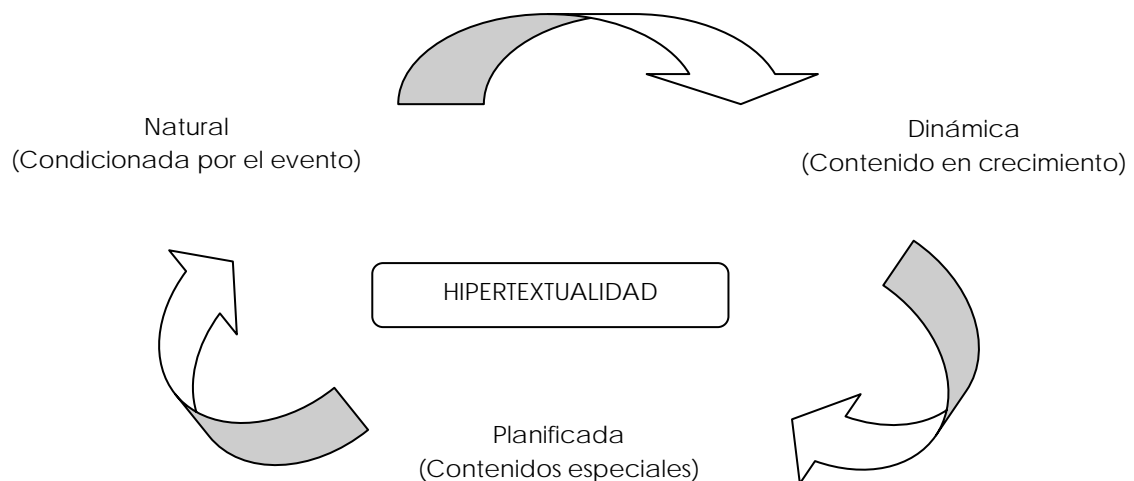 Natural
(Condicionada por el evento)
Dinámica
(Contenido en crecimiento)
HIPERTEXTUALIDAD
Planificada
(Contenidos especiales)